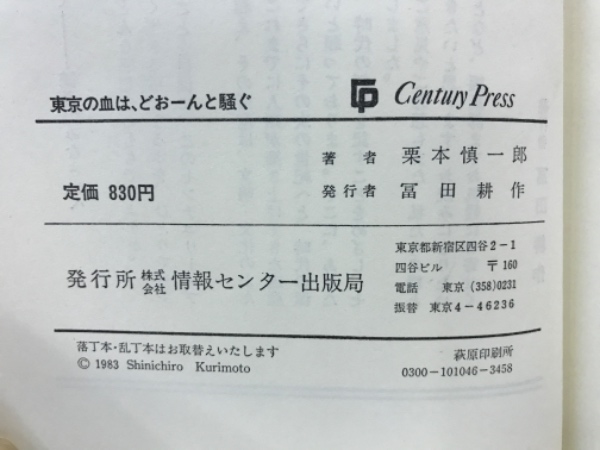 東京の血は、どおーんと騒ぐ
CP Century Press
著者 栗本慎一郎
定価 830円
発行者 冨田耕作
発行所 株式会社 情報センター出版局
東京都新宿区四谷2-1
四谷ビル 〒160
電話 東京 (358)0231
振替 東京4-46236
落丁本・乱丁本はお取替えいたします
© 1983 Shinichiro Kurimoto
萩原印刷所
0300-101046-3458